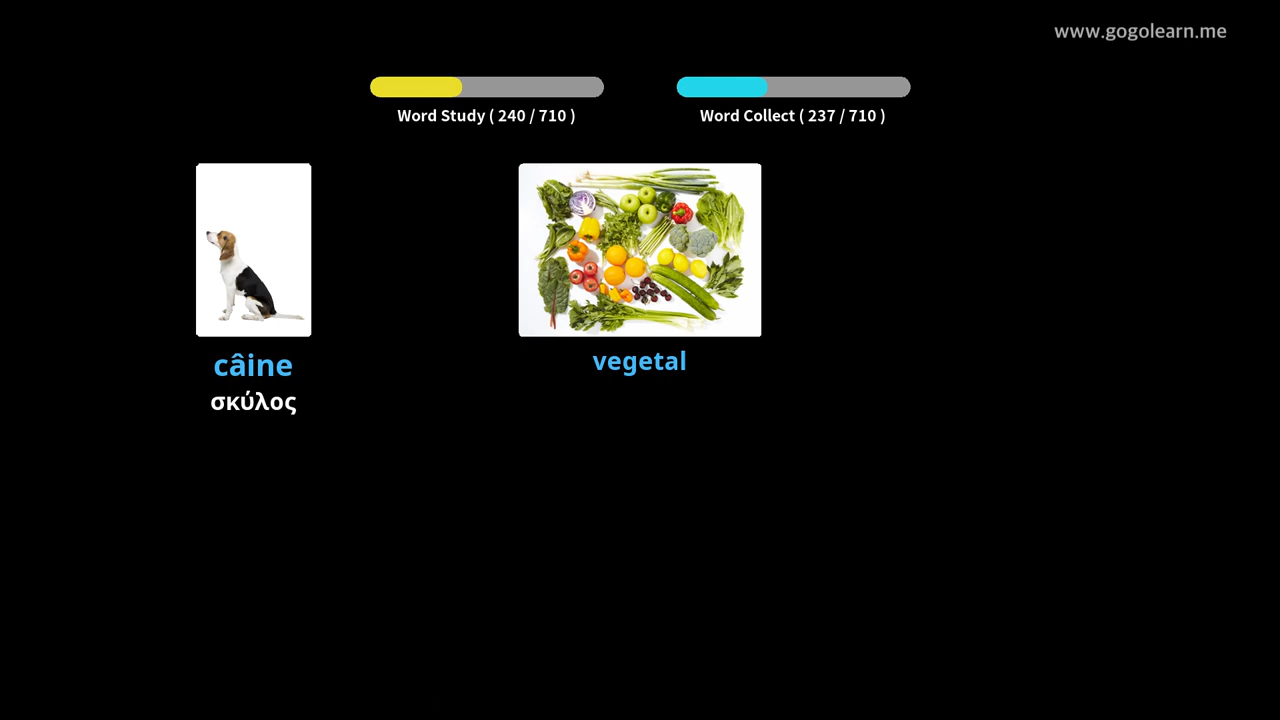 www.gogolearn.me
Word Study ( 240 / 710 )
Word Collect ( 237 / 710 )
câine
σκύλος
vegetal